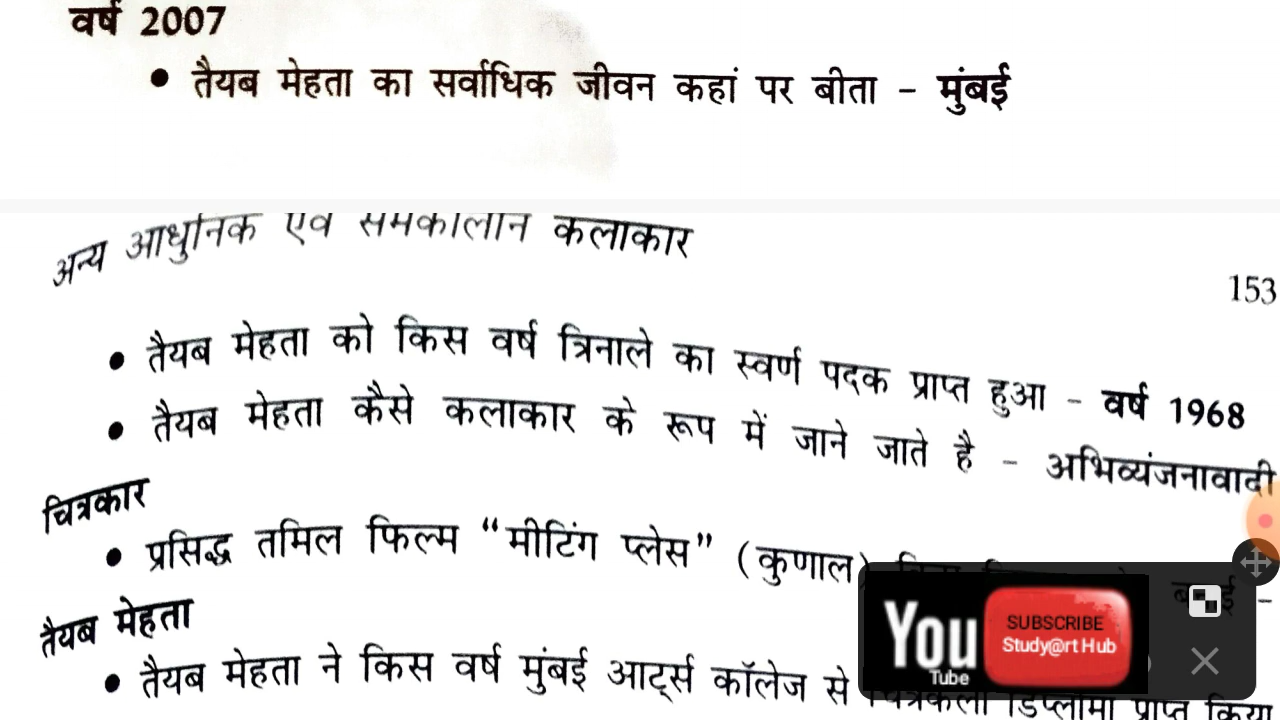 वर्ष 2007
• तैयब मेहता का सर्वाधिक जीवन कहां पर बीता – मुंबई
अन्य आधुनिक एवं समकालीन कलाकार
153
• तैयब मेहता को किस वर्ष त्रिनाले का स्वर्ण पदक प्राप्त हुआ – वर्ष 1968
• तैयब मेहता कैसे कलाकार के रूप में जाने जाते है – अभिव्यंजनावादी
चित्रकार
• प्रसिद्ध तमिल फिल्म “मीटिंग प्लेस” (कुणाल) –
तैयब मेहता
• तैयब मेहता ने किस वर्ष मुंबई आर्ट्स कॉलेज से चित्रकला डिप्लोमा प्राप्त किया
You
Tube
SUBSCRIBE
Study@rt Hub